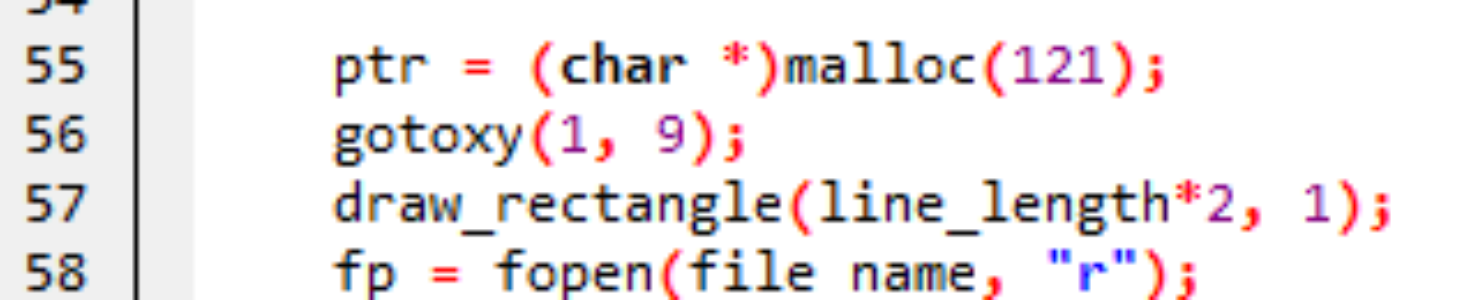 55 ptr = (char *)malloc(121);
56 gotoxy(1, 9);
57 draw_rectangle(line_length*2, 1);
58 fp = fopen(file name, "r");